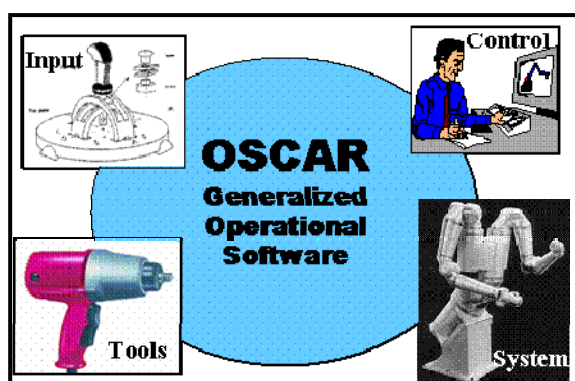 Input
Control
OSCAR
Generalized
Operational
Software
Tools
System